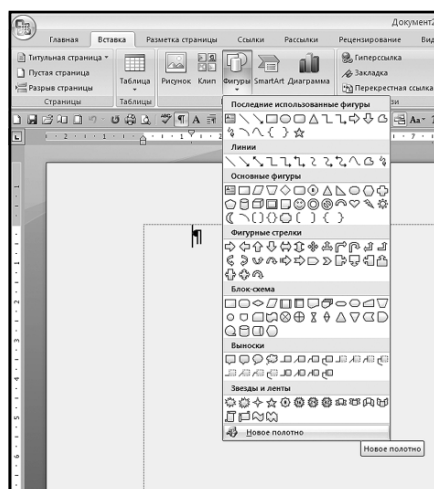 Документ2
Главная Вставка Разметка страницы Ссылки Рассылки Рецензирование Вид
Титульная страница
Пустая страница
Разрыв страницы
Страницы
Таблица
Таблицы
Рисунок Клип Фигуры SmartArt Диаграмма
Гиперссылка
Закладка
Перекрестная ссылка
Последние использованные фигуры
Линии
Основные фигуры
Фигурные стрелки
Блок-схема
Выноски
Звезды и ленты
Новое полотно
Новое полотно